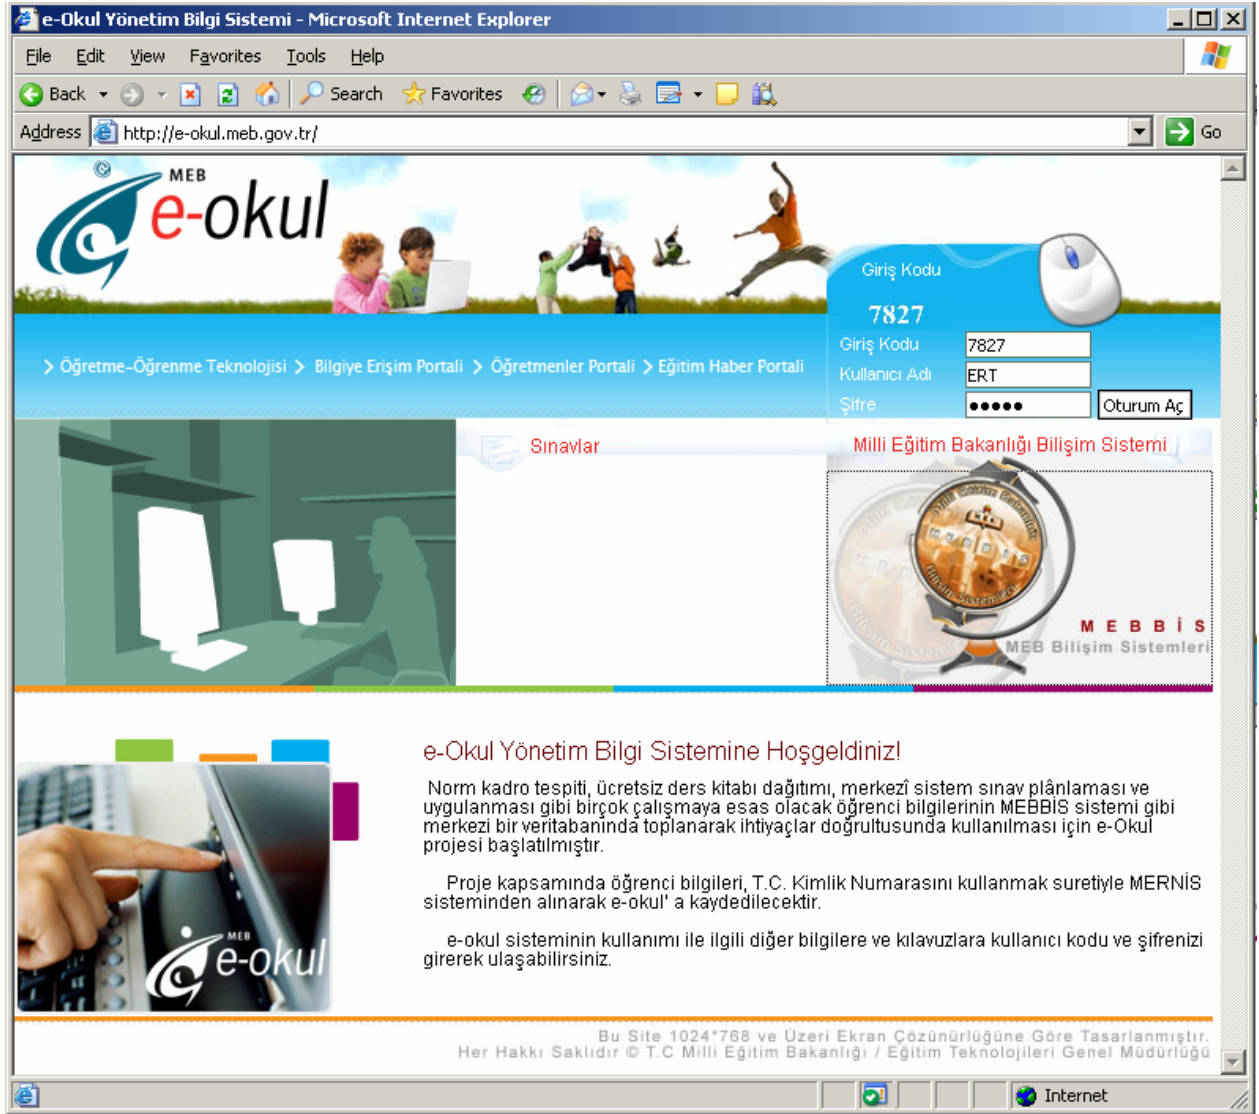 e-Okul Yönetim Bilgi Sistemi - Microsoft Internet Explorer
File Edit View Favorites Tools Help
Back Search Favorites
Address http://e-okul.meb.gov.tr/ Go
MEB
e-okul
Giriş Kodu
7827
Giriş Kodu 7827
Kullanıcı Adı ERT
Şifre ●●●●● Oturum Aç
> Öğretme-Öğrenme Teknolojisi > Bilgiye Erişim Portali > Öğretmenler Portali > Eğitim Haber Portali
Sınavlar
Milli Eğitim Bakanlığı Bilişim Sistemi
MEBBİS
MEB Bilişim Sistemleri
e-Okul Yönetim Bilgi Sistemine Hoşgeldiniz!
Norm kadro tespiti, ücretsiz ders kitabı dağıtımı, merkezî sistem sınav plânlaması ve
uygulanması gibi birçok çalışmaya esas olacak öğrenci bilgilerinin MEBBİS sistemi gibi
merkezi bir veritabanında toplanarak ihtiyaçlar doğrultusunda kullanılması için e-Okul
projesi başlatılmıştır.
Proje kapsamında öğrenci bilgileri, T.C. Kimlik Numarasını kullanmak suretiyle MERNİS
sisteminden alınarak e-okul' a kaydedilecektir.
e-okul sisteminin kullanımı ile ilgili diğer bilgilere ve kılavuzlara kullanıcı kodu ve şifrenizi
girerek ulaşabilirsiniz.
MEB
e-okul
Bu Site 1024*768 ve Üzeri Ekran Çözünürlüğüne Göre Tasarlanmıştır.
Her Hakkı Saklıdır © T.C Milli Eğitim Bakanlığı / Eğitim Teknolojileri Genel Müdürlüğü
Internet